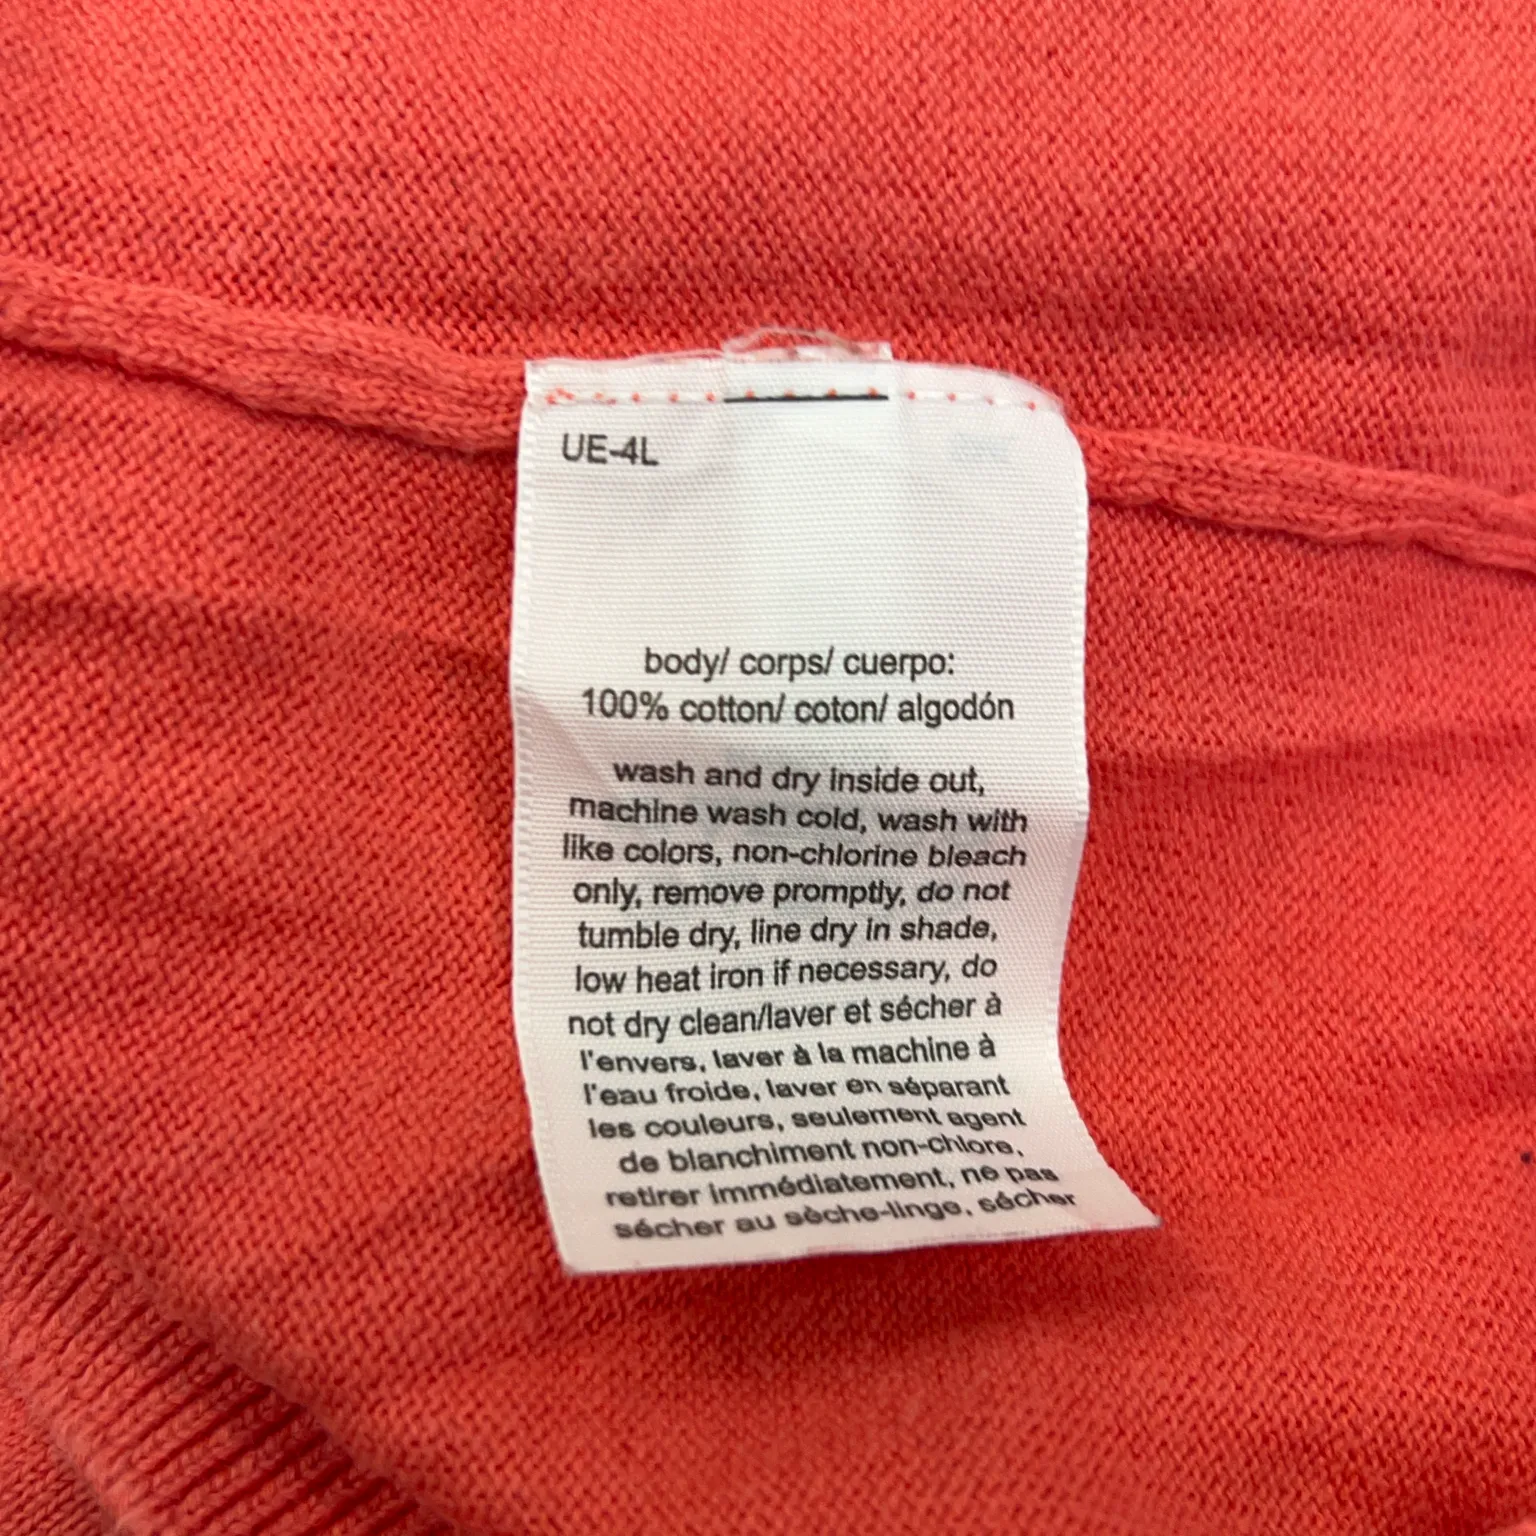 UE-4L
body/ corps/ cuerpo:
100% cotton/ coton/ algodón
wash and dry inside out,
machine wash cold, wash with
like colors, non-chlorine bleach
only, remove promptly, do not
tumble dry, line dry in shade,
low heat iron if necessary, do
not dry clean/laver et sécher à
l'envers, laver à la machine à
l'eau froide, laver en séparant
les couleurs, seulement agent
de blanchiment non-chlore,
retirer immédiatement, ne pas
sécher au sèche-linge, sécher